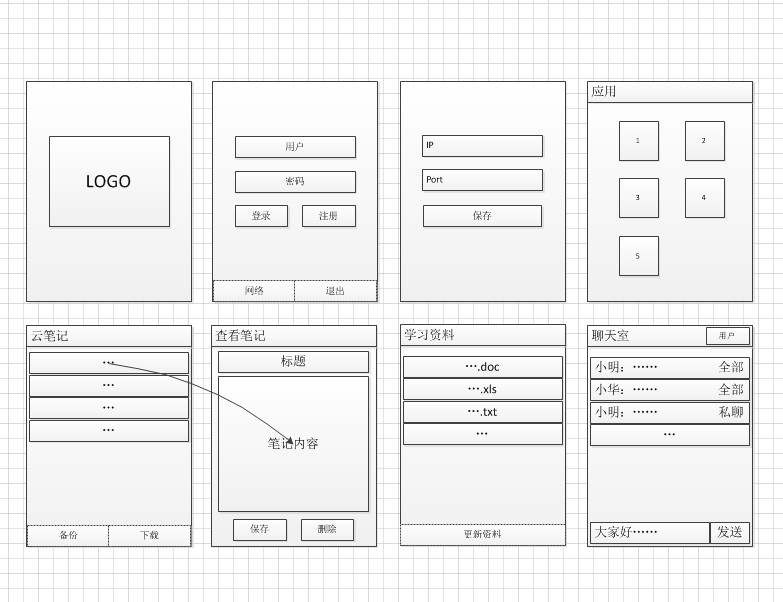 LOGO
用户
密码
登录 注册
网络 退出
IP
Port
保存
应用
1 2
3 4
5
云笔记
···
···
···
···
备份 下载
查看笔记
标题
笔记内容
保存 删除
学习资料
···.doc
···.xls
···.txt
···
更新资料
聊天室 用户
小明：······ 全部
小华：······ 全部
小明：······ 私聊
···
大家好······ 发送